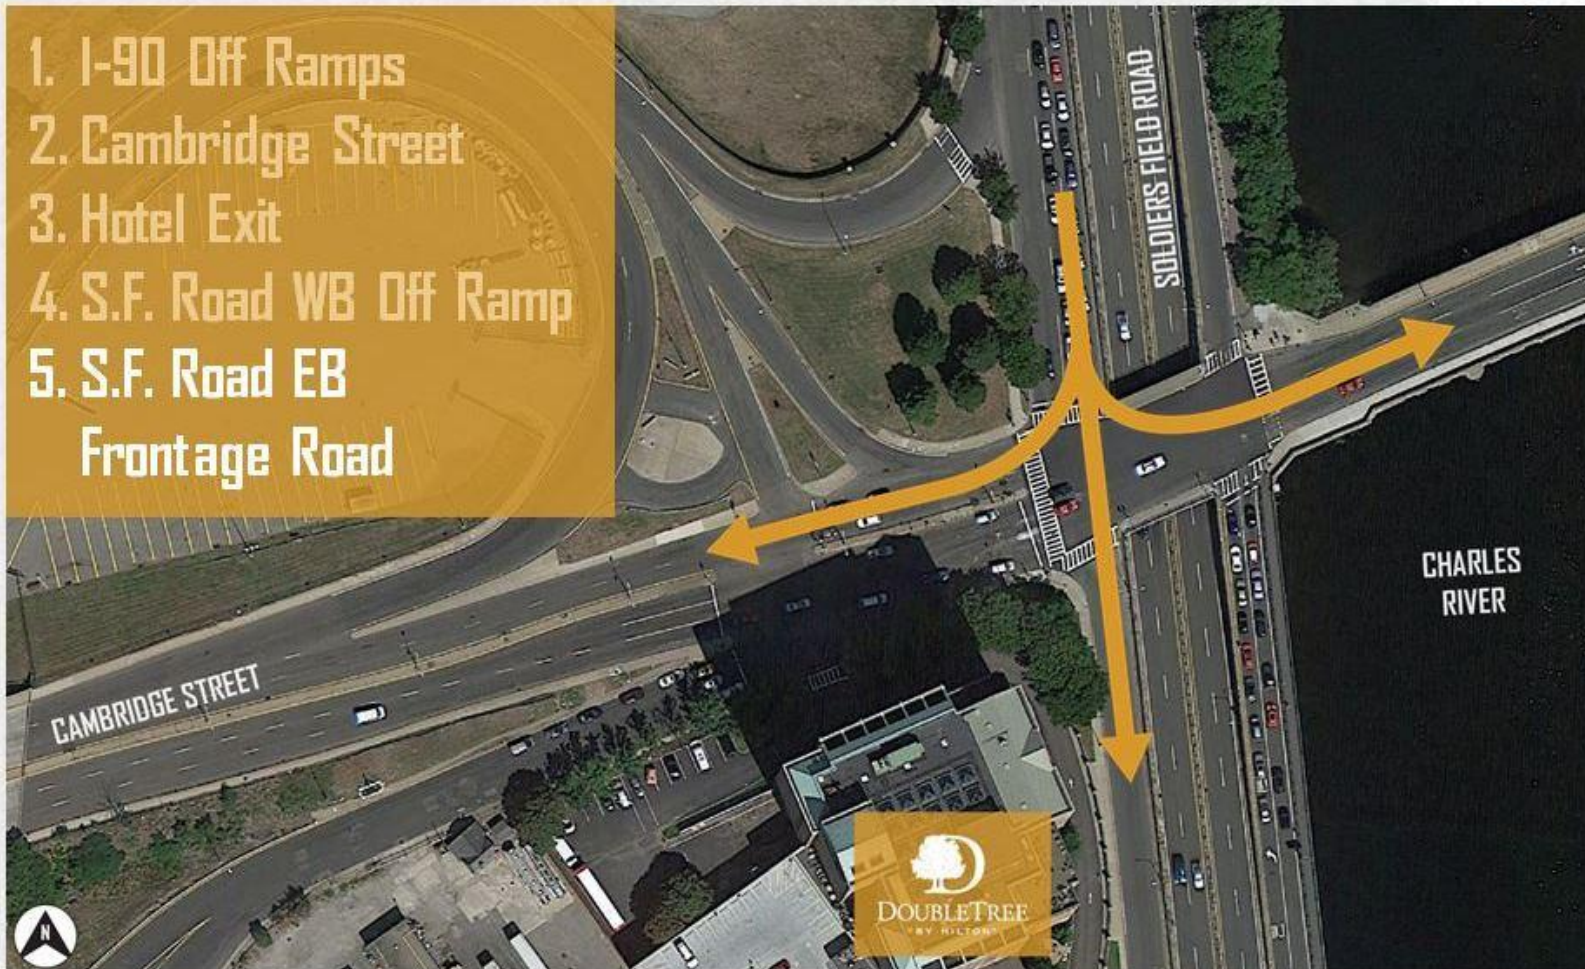 1. I-90 Off Ramps
2. Cambridge Street
3. Hotel Exit
4. S.F. Road WB Off Ramp
5. S.F. Road EB
Frontage Road
SOLDIERS FIELD ROAD
CHARLES
RIVER
CAMBRIDGE STREET
D
DOUBLETREE
BY HILTON
N